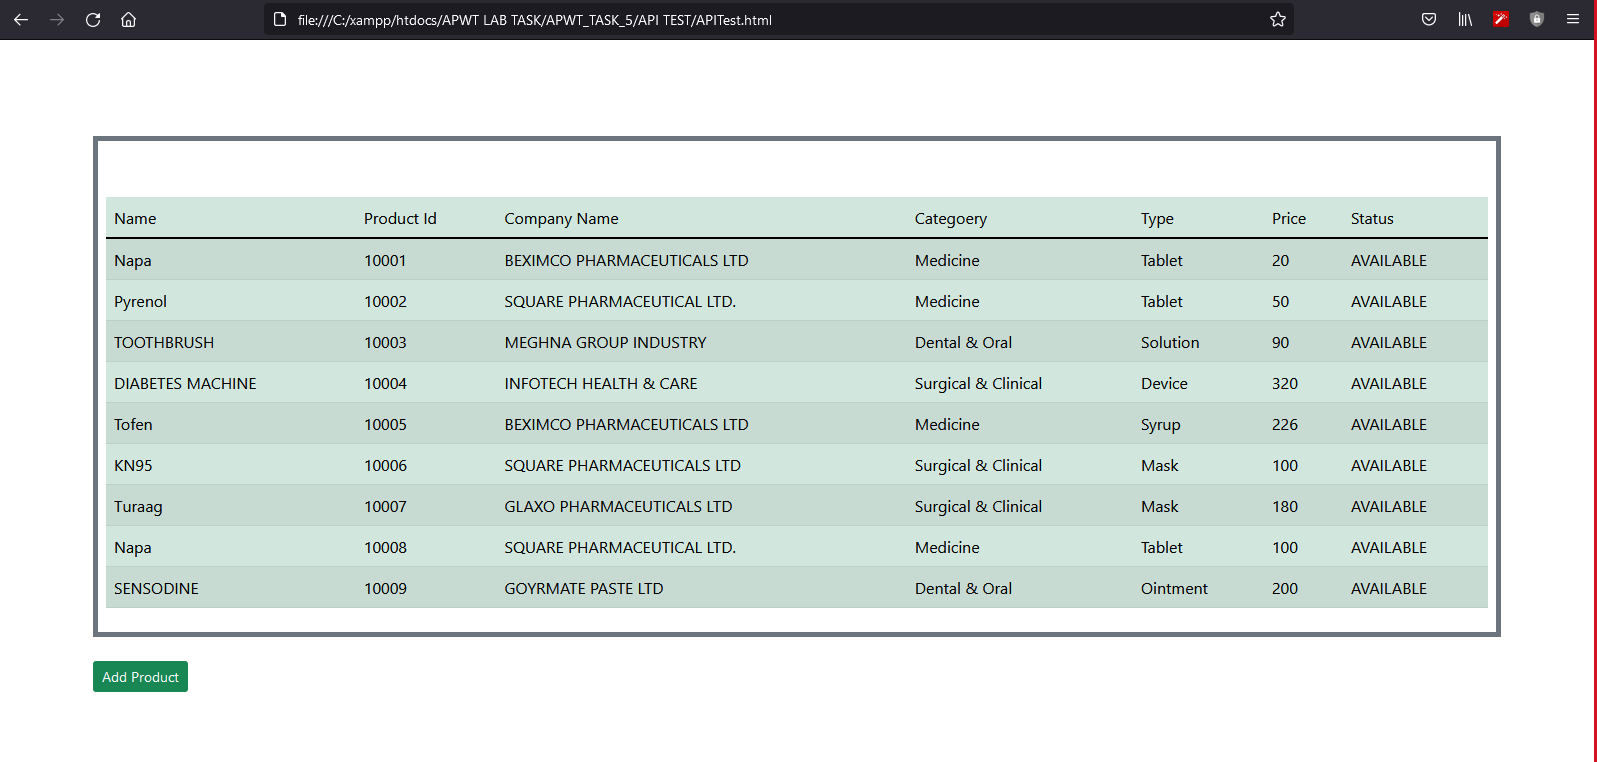 file:///C:/xampp/htdocs/APWT LAB TASK/APWT_TASK_5/API TEST/APITest.html
Name Product Id Company Name Categoery Type Price Status
Napa 10001 BEXIMCO PHARMACEUTICALS LTD Medicine Tablet 20 AVAILABLE
Pyrenol 10002 SQUARE PHARMACEUTICAL LTD. Medicine Tablet 50 AVAILABLE
TOOTHBRUSH 10003 MEGHNA GROUP INDUSTRY Dental & Oral Solution 90 AVAILABLE
DIABETES MACHINE 10004 INFOTECH HEALTH & CARE Surgical & Clinical Device 320 AVAILABLE
Tofen 10005 BEXIMCO PHARMACEUTICALS LTD Medicine Syrup 226 AVAILABLE
KN95 10006 SQUARE PHARMACEUTICALS LTD Surgical & Clinical Mask 100 AVAILABLE
Turaag 10007 GLAXO PHARMACEUTICALS LTD Surgical & Clinical Mask 180 AVAILABLE
Napa 10008 SQUARE PHARMACEUTICAL LTD. Medicine Tablet 100 AVAILABLE
SENSODINE 10009 GOYRMATE PASTE LTD Dental & Oral Ointment 200 AVAILABLE
Add Product